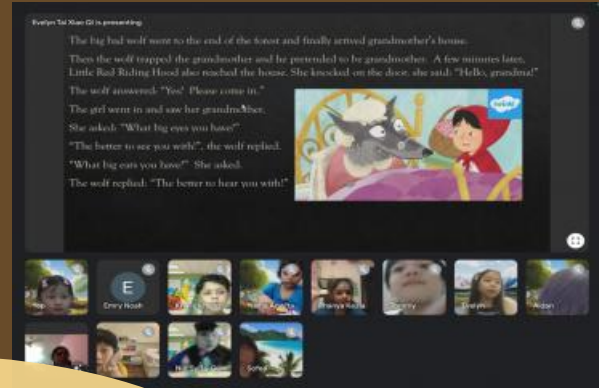 Evelyn Tai Xiao Qi is presenting
The big bad wolf went to the end of the forest and finally arrived grandmother's house.
Then the wolf trapped the grandmother and he pretended to be grandmother. A few minutes later,
Little Red Riding Hood also reached the house. She knocked on the door, she said: "Hello, grandma!"
The wolf answered: "Yes! Please come in."
The girl went in and saw her grandmother.
She asked: "What big eyes you have?"
"The better to see you with!", the wolf replied.
"What big ears you have?" She asked.
The wolf replied: "The better to hear you with!"
twinkl
E
Emry Noah
Evelyn
Aidan
Sofea